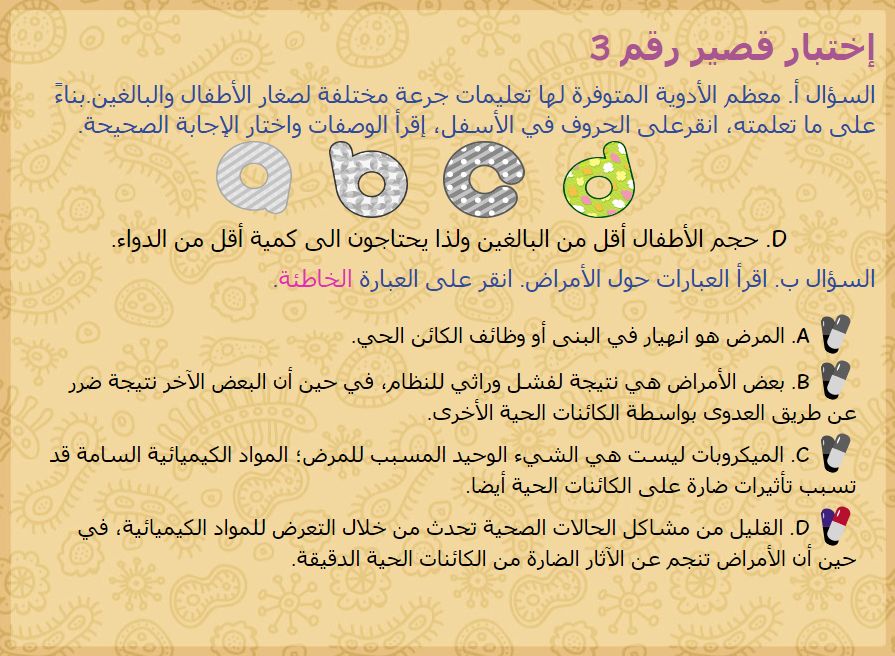 إختبار قصير رقم 3
السؤال أ. معظم الأدوية المتوفرة لها تعليمات جرعة مختلفة لصغار الأطفال والبالغين.بناءً
على ما تعلمته، انقرعلى الحروف في الأسفل، إقرأ الوصفات واختار الإجابة الصحيحة.
a b c d
D. حجم الأطفال أقل من البالغين ولذا يحتاجون الى كمية أقل من الدواء.
السؤال ب. اقرأ العبارات حول الأمراض. انقر على العبارة الخاطئة.
A. المرض هو انهيار في البنى أو وظائف الكائن الحي.
B. بعض الأمراض هي نتيجة لفشل وراثي للنظام، في حين أن البعض الآخر نتيجة ضرر
عن طريق العدوى بواسطة الكائنات الحية الأخرى.
C. الميكروبات ليست هي الشيء الوحيد المسبب للمرض؛ المواد الكيميائية السامة قد
تسبب تأثيرات ضارة على الكائنات الحية أيضا.
D. القليل من مشاكل الحالات الصحية تحدث من خلال التعرض للمواد الكيميائية، في
حين أن الأمراض تنجم عن الآثار الضارة من الكائنات الحية الدقيقة.